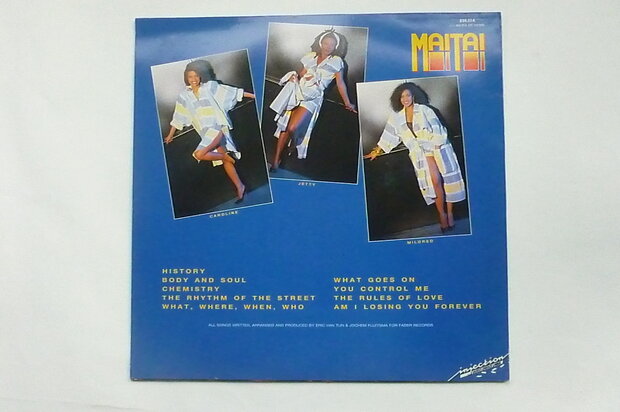 MAI TAI
JETTY
CAROLINE
MILDRED
HISTORY
BODY AND SOUL
CHEMISTRY
THE RHYTHM OF THE STREET
WHAT, WHERE, WHEN, WHO
WHAT GOES ON
YOU CONTROL ME
THE RULES OF LOVE
AM I LOSING YOU FOREVER
ALL SONGS WRITTEN, ARRANGED AND PRODUCED BY ERIC VAN TIJN & JOCHEM FLUITSMA FOR FABER RECORDS
injection